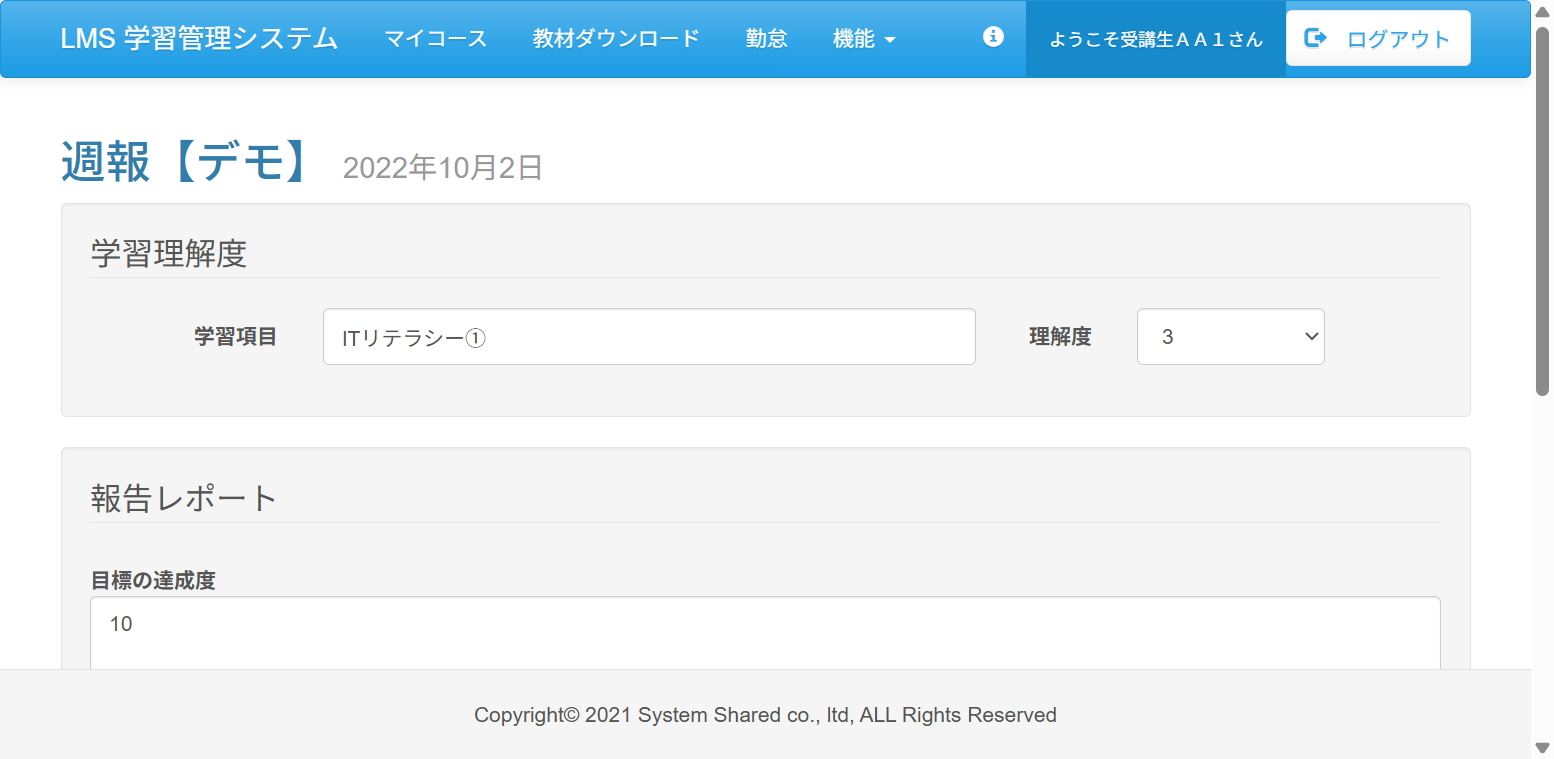 LMS 学習管理システム マイコース 教材ダウンロード 勤怠 機能 ようこそ受講生ＡＡ１さん ログアウト
週報【デモ】 2022年10月2日
学習理解度
学習項目 ITリテラシー① 理解度 3
報告レポート
目標の達成度
10
Copyright© 2021 System Shared co., ltd, ALL Rights Reserved